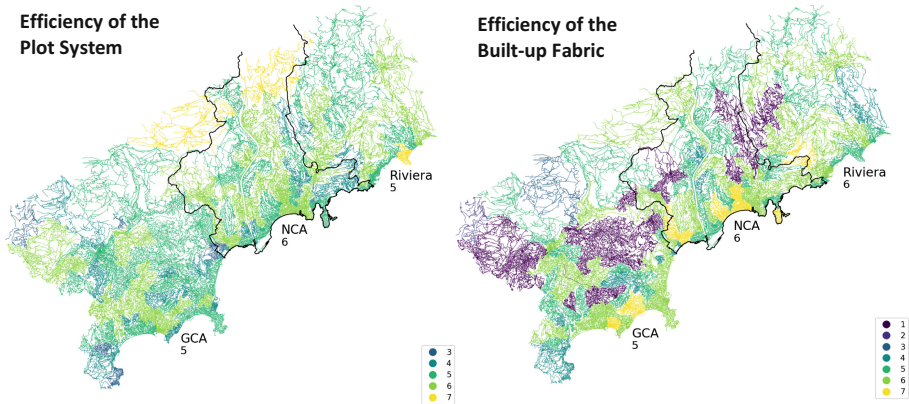 Efficiency of the
Plot System
Riviera
5
NCA
6
GCA
5
3
4
5
6
7
Efficiency of the
Built-up Fabric
Riviera
6
NCA
6
GCA
5
1
2
3
4
5
6
7